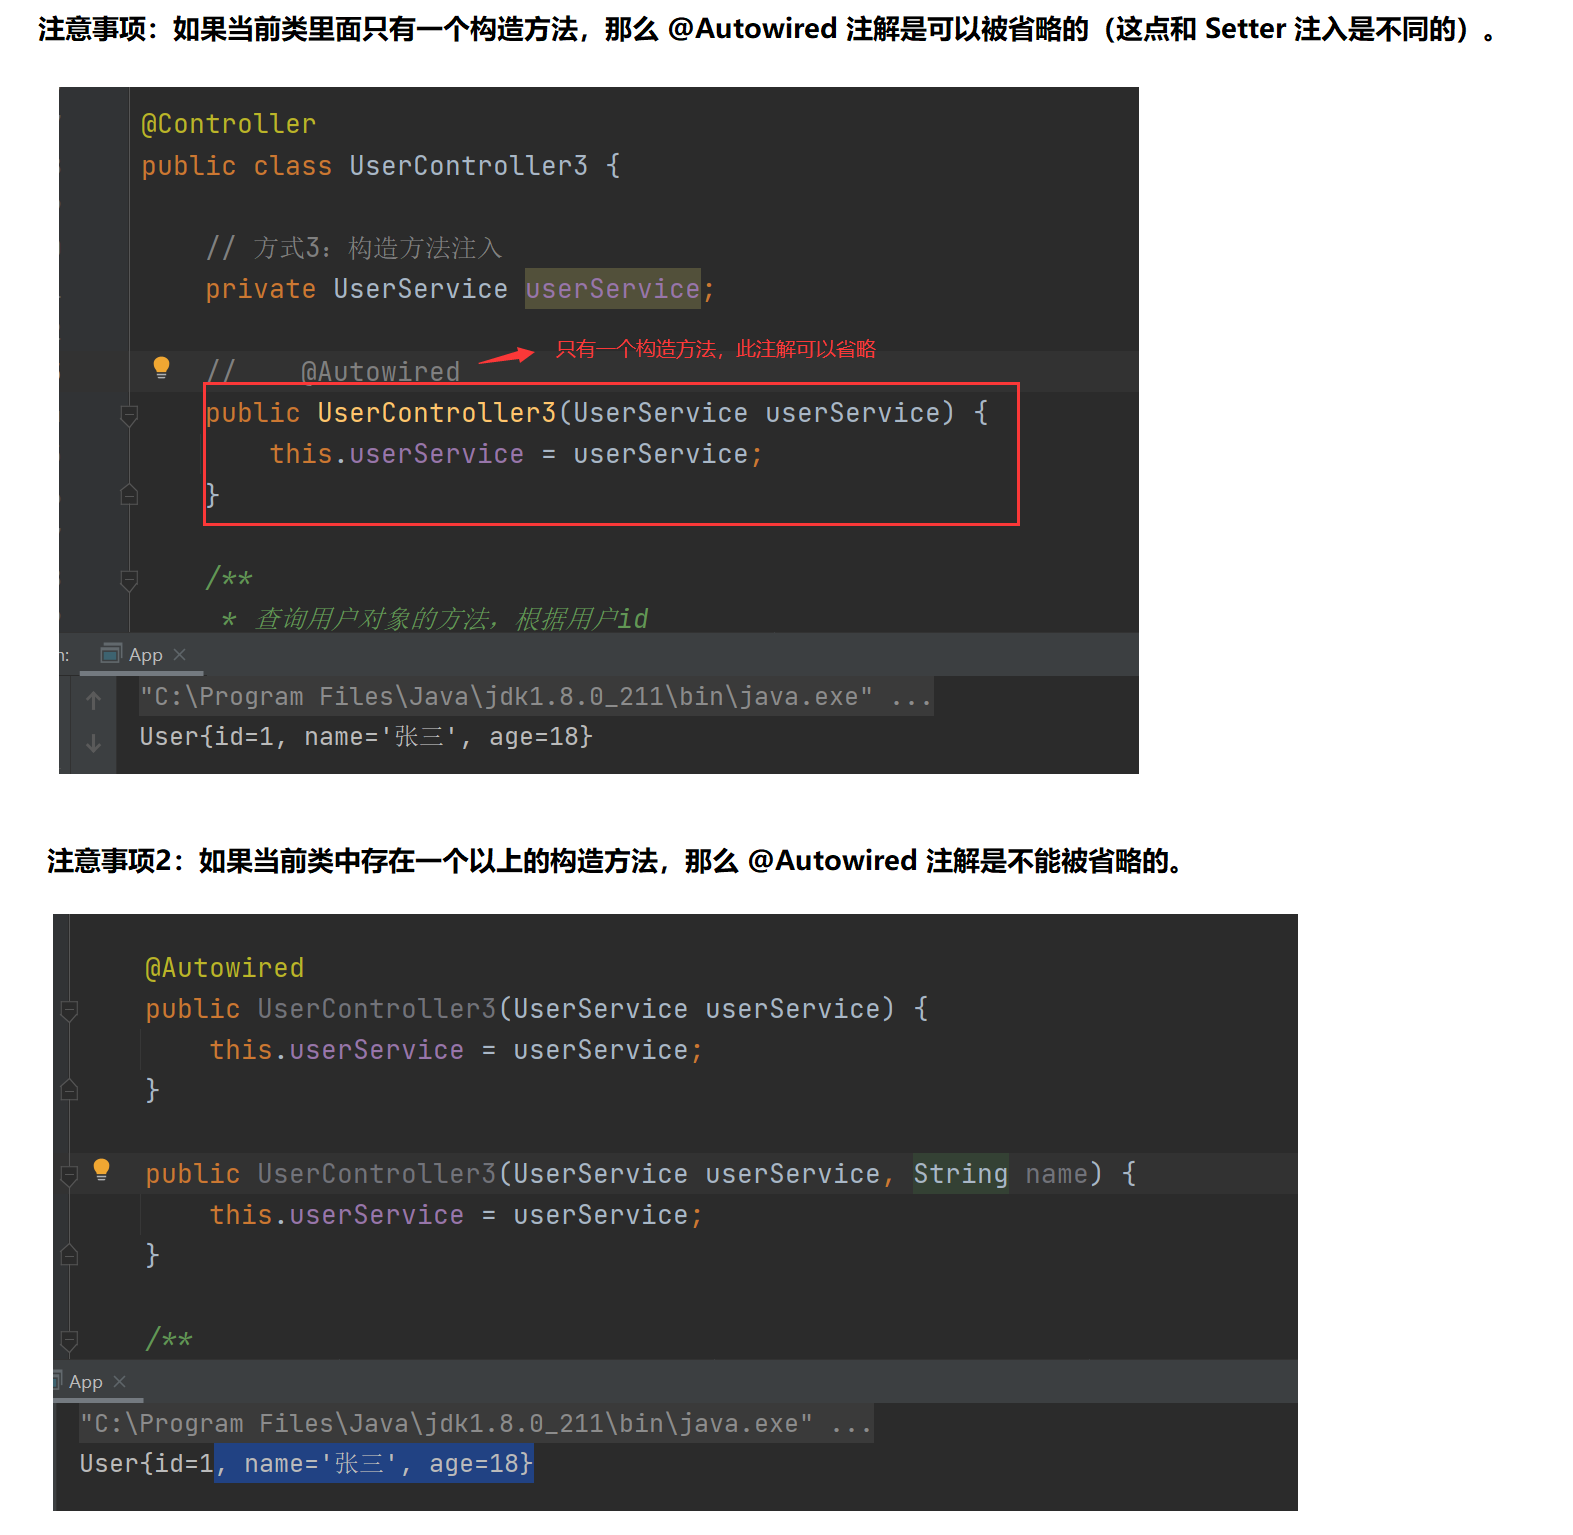 注意事项：如果当前类里面只有一个构造方法，那么 @Autowired 注解是可以被省略的（这点和 Setter 注入是不同的）。
@Controller
public class UserController3 {
// 方式3：构造方法注入
private UserService userService;
只有一个构造方法，此注解可以省略
// @Autowired
public UserController3(UserService userService) {
this.userService = userService;
}
/**
* 查询用户对象的方法，根据用户id
n: App
"C:\Program Files\Java\jdk1.8.0_211\bin\java.exe" ...
User{id=1, name='张三', age=18}
注意事项2：如果当前类中存在一个以上的构造方法，那么 @Autowired 注解是不能被省略的。
@Autowired
public UserController3(UserService userService) {
this.userService = userService;
}
public UserController3(UserService userService, String name) {
this.userService = userService;
}
/**
App
"C:\Program Files\Java\jdk1.8.0_211\bin\java.exe" ...
User{id=1, name='张三', age=18}